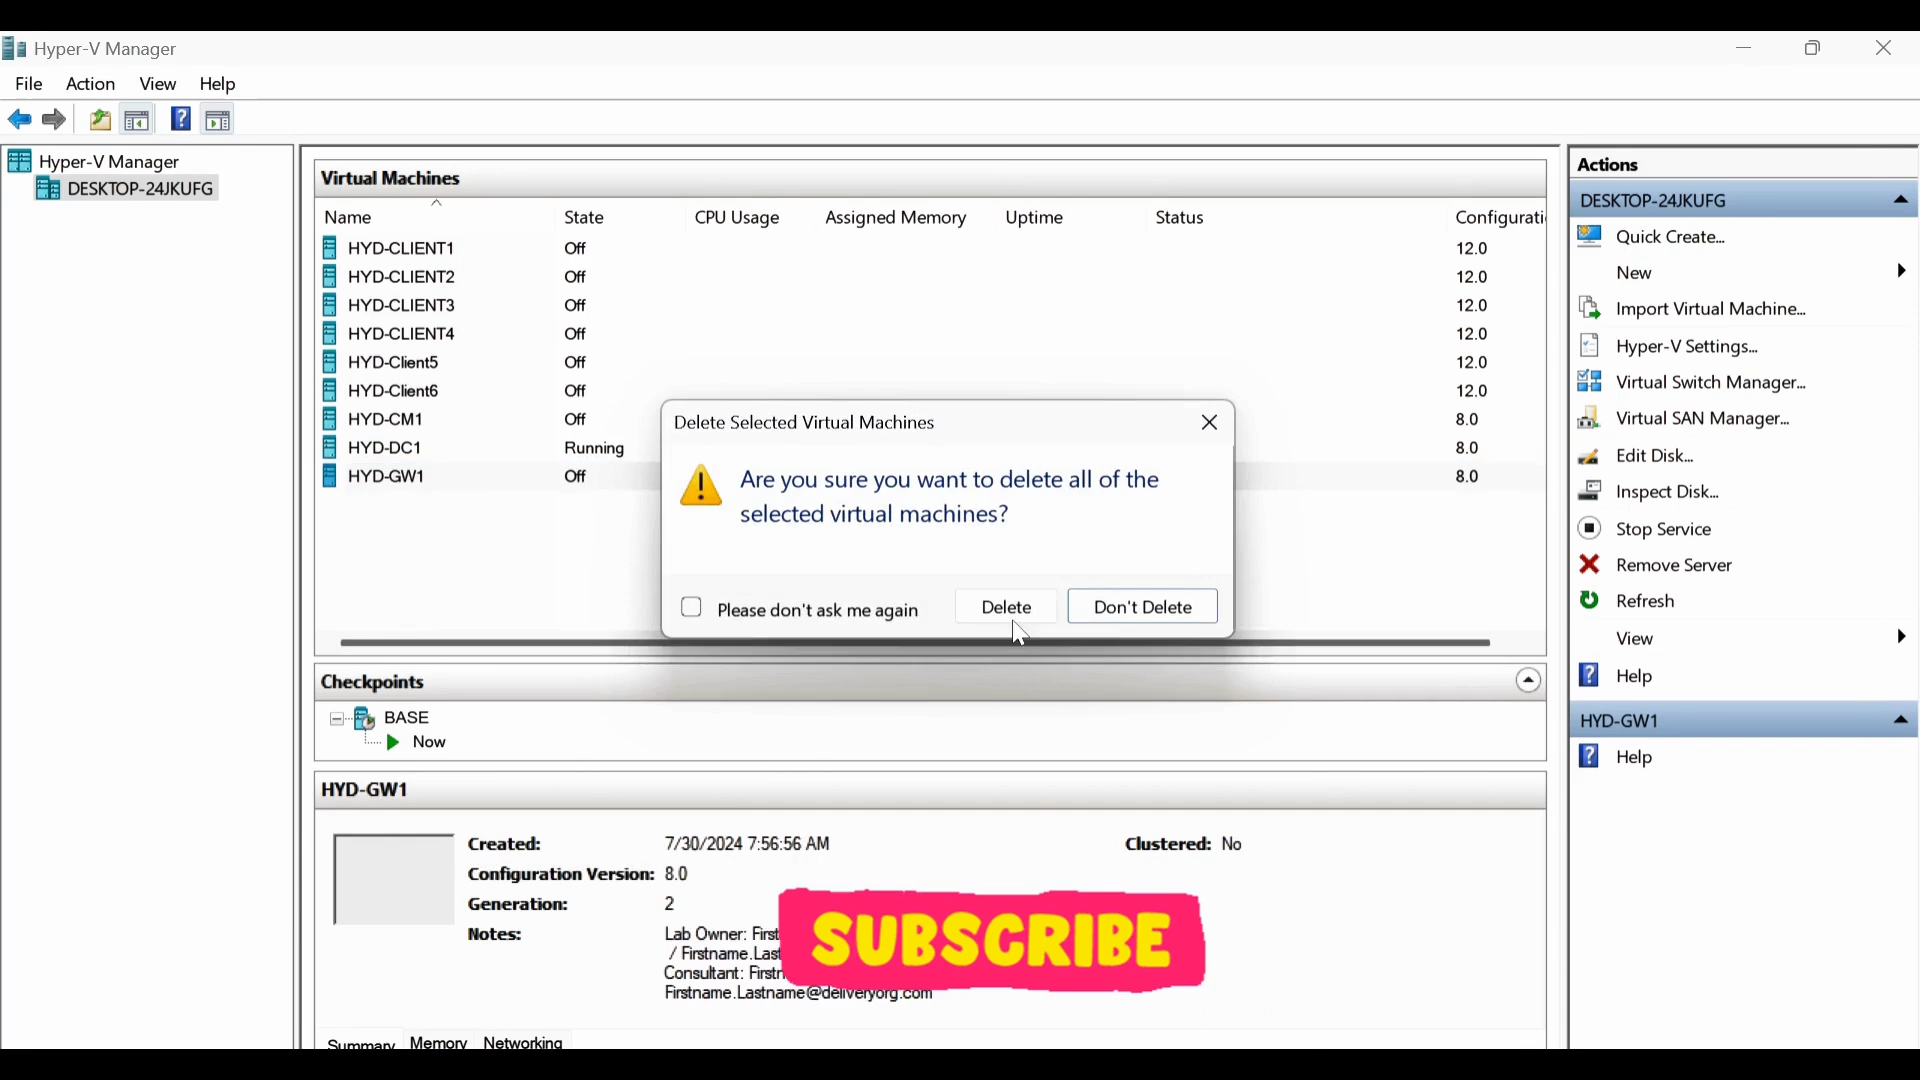 Hyper-V Manager
File Action View Help
Hyper-V Manager
DESKTOP-24JKUFG
Virtual Machines
Name State CPU Usage Assigned Memory Uptime Status Configurati
HYD-CLIENT1 Off 12.0
HYD-CLIENT2 Off 12.0
HYD-CLIENT3 Off 12.0
HYD-CLIENT4 Off 12.0
HYD-Client5 Off 12.0
HYD-Client6 Off 12.0
HYD-CM1 Off 8.0
HYD-DC1 Running 8.0
HYD-GW1 Off 8.0
Delete Selected Virtual Machines
Are you sure you want to delete all of the
selected virtual machines?
Please don't ask me again Delete Don't Delete
Checkpoints
BASE
Now
HYD-GW1
Created: 7/30/2024 7:56:56 AM Clustered: No
Configuration Version: 8.0
Generation: 2
Notes: Lab Owner: First
/ Firstname.Las
Consultant: Firstn
Firstname.Lastname@deliveryorg.com
SUBSCRIBE
Summary Memory Networking
Actions
DESKTOP-24JKUFG
Quick Create...
New
Import Virtual Machine...
Hyper-V Settings...
Virtual Switch Manager...
Virtual SAN Manager...
Edit Disk...
Inspect Disk...
Stop Service
Remove Server
Refresh
View
Help
HYD-GW1
Help